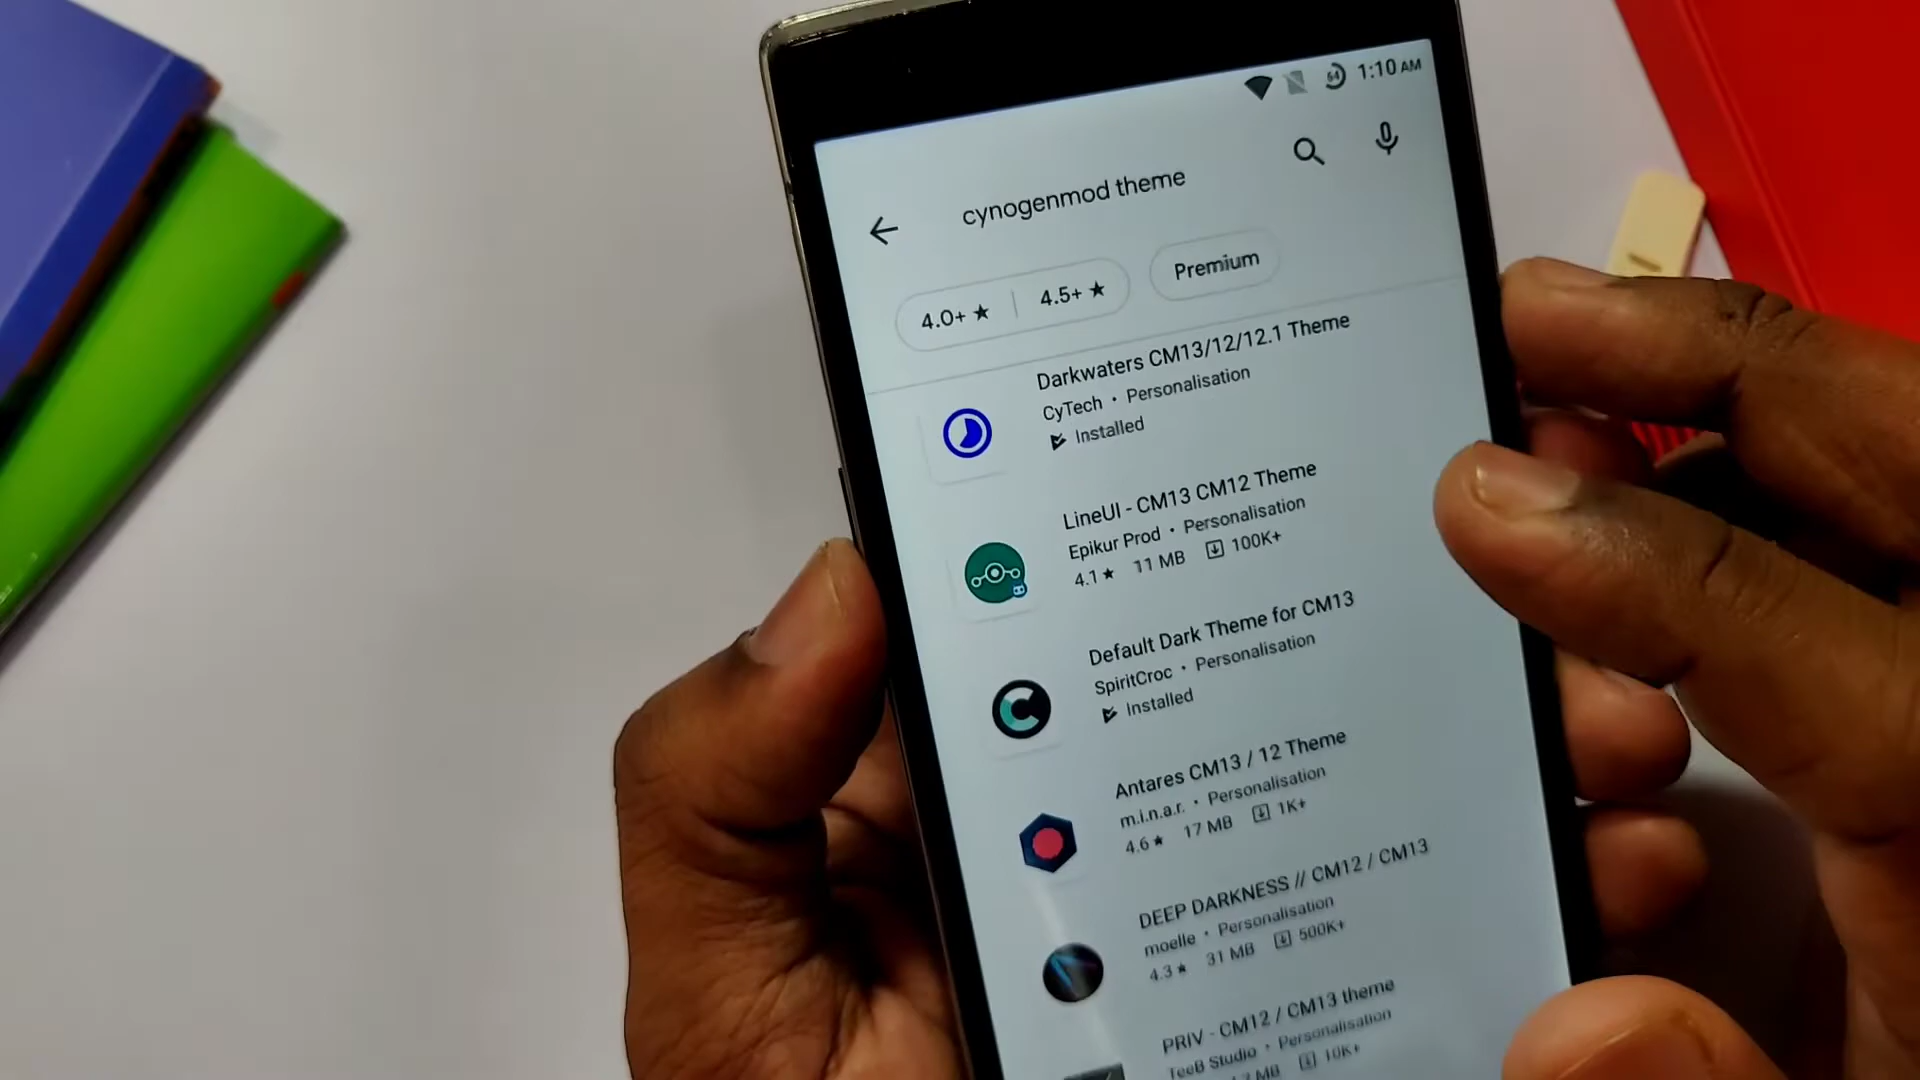 64 1:10 AM
cynogenmod theme
4.0+ ★ 4.5+ ★ Premium
Darkwaters CM13/12/12.1 Theme
CyTech • Personalisation
Installed
LineUI - CM13 CM12 Theme
Epikur Prod • Personalisation
4.1 ★ 11 MB 100K+
Default Dark Theme for CM13
SpiritCroc • Personalisation
Installed
Antares CM13 / 12 Theme
m.i.n.a.r. • Personalisation
4.6 ★ 17 MB 1K+
DEEP DARKNESS // CM12 / CM13
moelle • Personalisation
4.3 ★ 31 MB 500K+
PRIV - CM12 / CM13 theme
TeeB Studio • Personalisation
MB 10K+